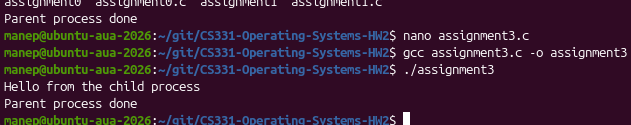 assignment0  assignment0.c  assignment1  assignment1.c
Parent process done
manep@ubuntu-aua-2026:~/git/CS331-Operating-Systems-HW2$ nano assignment3.c
manep@ubuntu-aua-2026:~/git/CS331-Operating-Systems-HW2$ gcc assignment3.c -o assignment3
manep@ubuntu-aua-2026:~/git/CS331-Operating-Systems-HW2$ ./assignment3
Hello from the child process
Parent process done
manep@ubuntu-aua-2026:~/git/CS331-Operating-Systems-HW2$